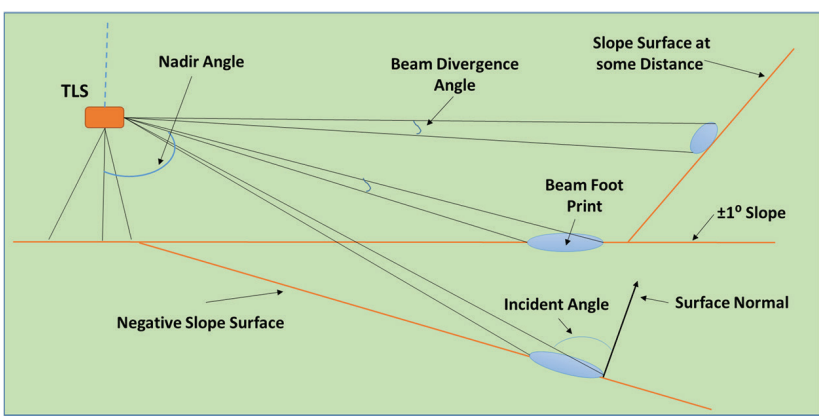 Slope Surface at
some Distance
Nadir Angle
Beam Divergence
Angle
TLS
Beam Foot
Print
±1⁰ Slope
Incident Angle
Surface Normal
Negative Slope Surface